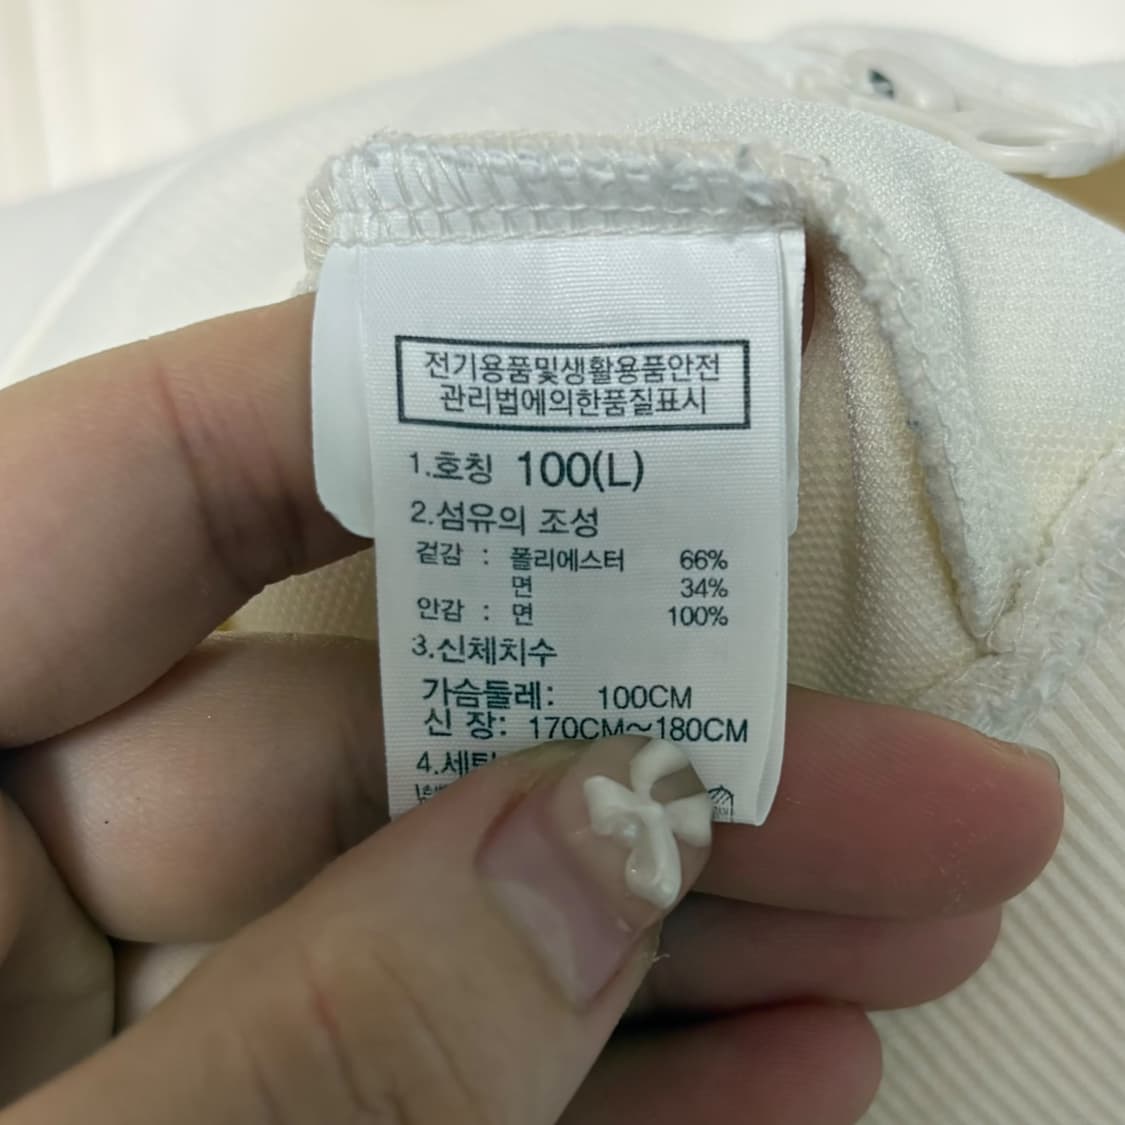 전기용품및생활용품안전
관리법에의한품질표시
1.호칭 100(L)
2.섬유의 조성
겉감 : 폴리에스터 66%
면 34%
안감 : 면 100%
3.신체치수
가슴둘레: 100CM
신 장: 170CM~180CM